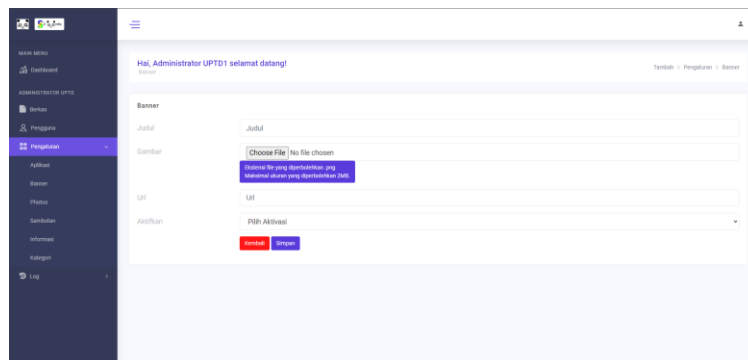 MAIN MENU
Dashboard
ADMINISTRATOR UPTD
Berkas
Pengguna
Pengaturan
Aplikasi
Banner
Photos
Sambutan
Informasi
Kategori
Log
Hai, Administrator UPTD1 selamat datang!
Banner
Tambah > Pengaturan > Banner
Banner
Judul
Judul
Gambar
Choose File No file chosen
Ekstensi file yang diperbolehkan .png
Maksimal ukuran yang diperbolehkan 2MB.
Url
Url
Aktifkan
Pilih Aktivasi
Kembali
Simpan